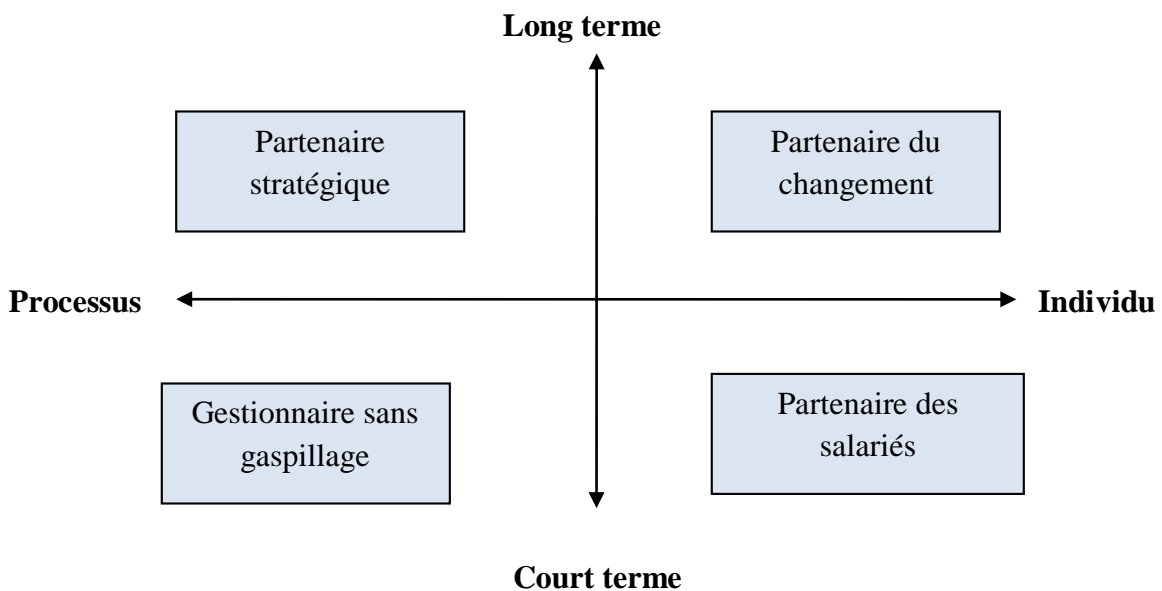 Long terme
Partenaire
stratégique
Partenaire du
changement
Processus
Individu
Gestionnaire sans
gaspillage
Partenaire des
salariés
Court terme